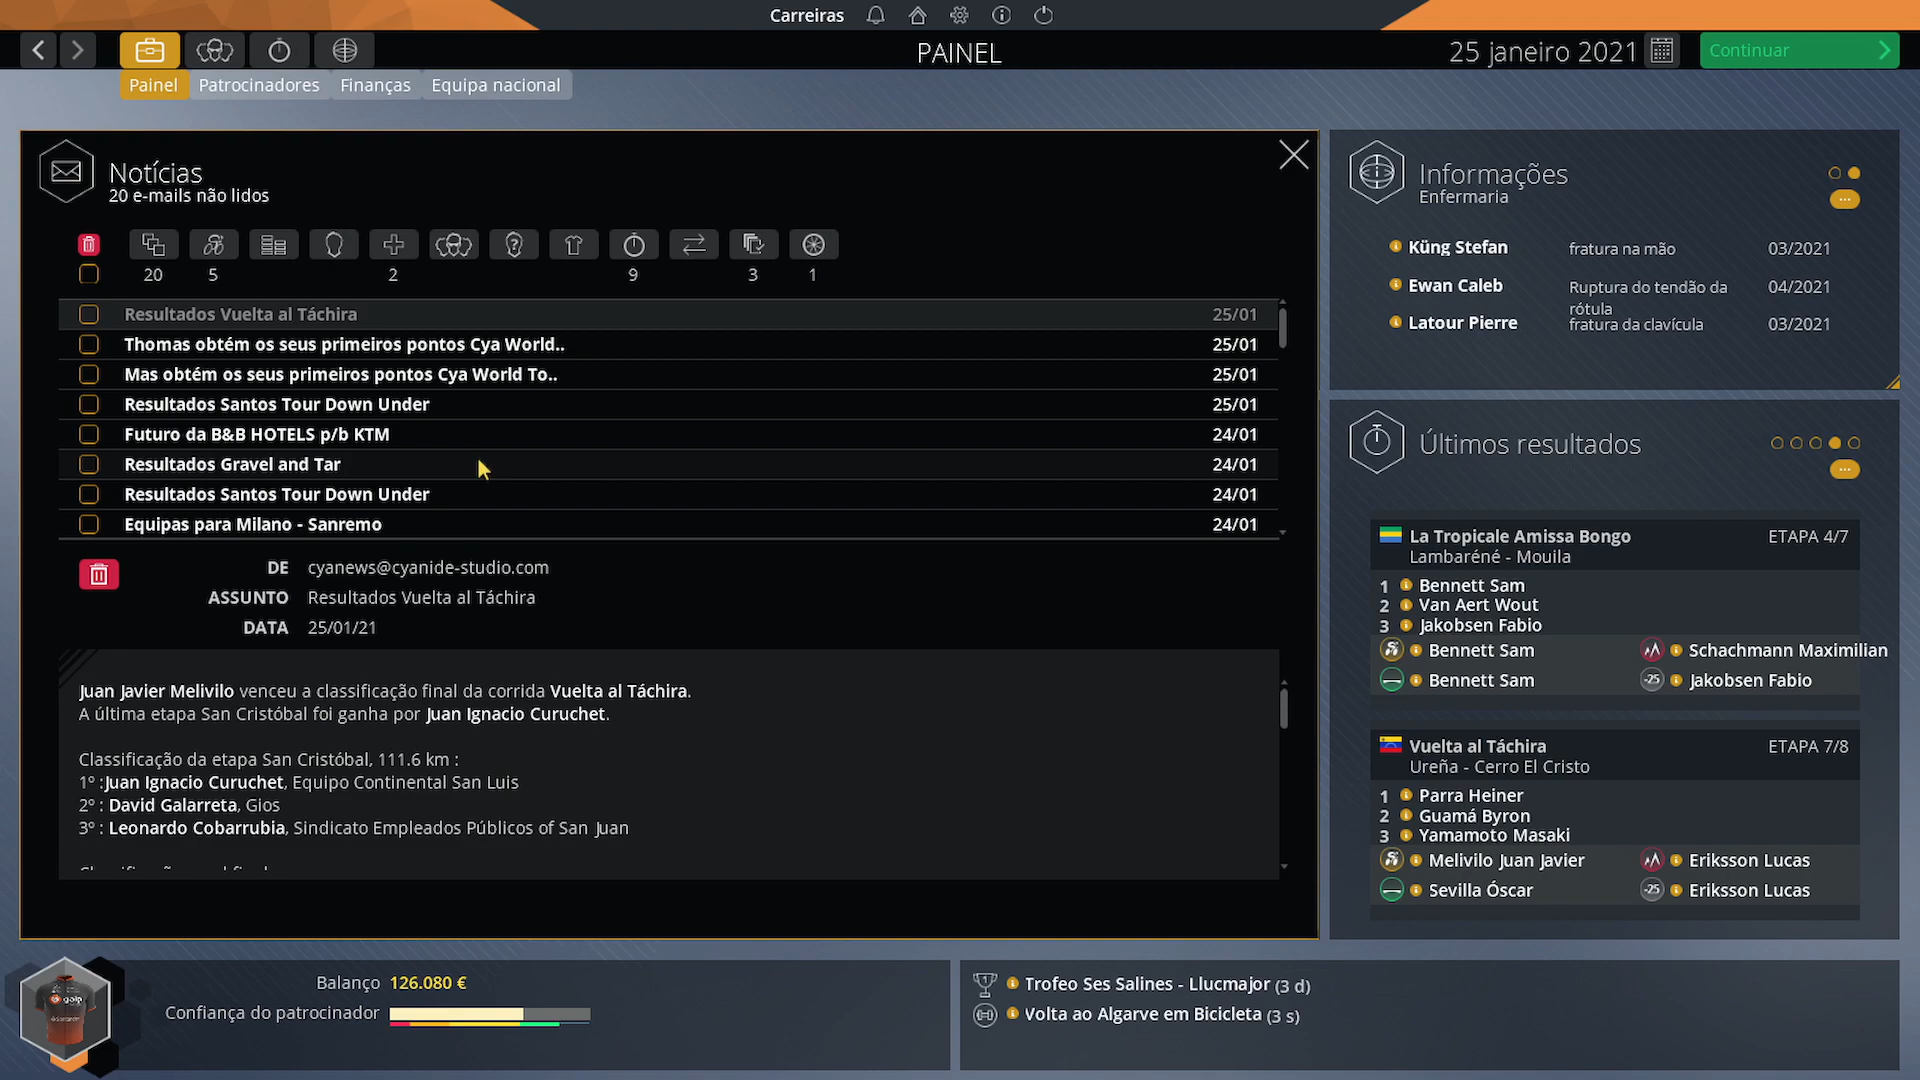 Carreiras
PAINEL
25 janeiro 2021
Continuar
Painel
Patrocinadores
Finanças
Equipa nacional
Notícias
20 e-mails não lidos
20
5
2
9
3
1
Resultados Vuelta al Táchira 25/01
Thomas obtém os seus primeiros pontos Cya World.. 25/01
Mas obtém os seus primeiros pontos Cya World To.. 25/01
Resultados Santos Tour Down Under 25/01
Futuro da B&B HOTELS p/b KTM 24/01
Resultados Gravel and Tar 24/01
Resultados Santos Tour Down Under 24/01
Equipas para Milano - Sanremo 24/01
DE cyanews@cyanide-studio.com
ASSUNTO Resultados Vuelta al Táchira
DATA 25/01/21
Juan Javier Melivilo venceu a classificação final da corrida Vuelta al Táchira.
A última etapa San Cristóbal foi ganha por Juan Ignacio Curuchet.
Classificação da etapa San Cristóbal, 111.6 km :
1º :Juan Ignacio Curuchet, Equipo Continental San Luis
2º : David Galarreta, Gios
3º : Leonardo Cobarrubia, Sindicato Empleados Públicos of San Juan
Informações
Enfermaria
Küng Stefan fratura na mão 03/2021
Ewan Caleb Ruptura do tendão da rótula 04/2021
Latour Pierre fratura da clavícula 03/2021
Últimos resultados
La Tropicale Amissa Bongo ETAPA 4/7
Lambaréné - Mouila
1 Bennett Sam
2 Van Aert Wout
3 Jakobsen Fabio
Bennett Sam Schachmann Maximilian
Bennett Sam -25 Jakobsen Fabio
Vuelta al Táchira ETAPA 7/8
Ureña - Cerro El Cristo
1 Parra Heiner
2 Guamá Byron
3 Yamamoto Masaki
Melivilo Juan Javier Eriksson Lucas
Sevilla Óscar -25 Eriksson Lucas
galp
Balanço 126.080 €
Confiança do patrocinador
Trofeo Ses Salines - Llucmajor (3 d)
Volta ao Algarve em Bicicleta (3 s)